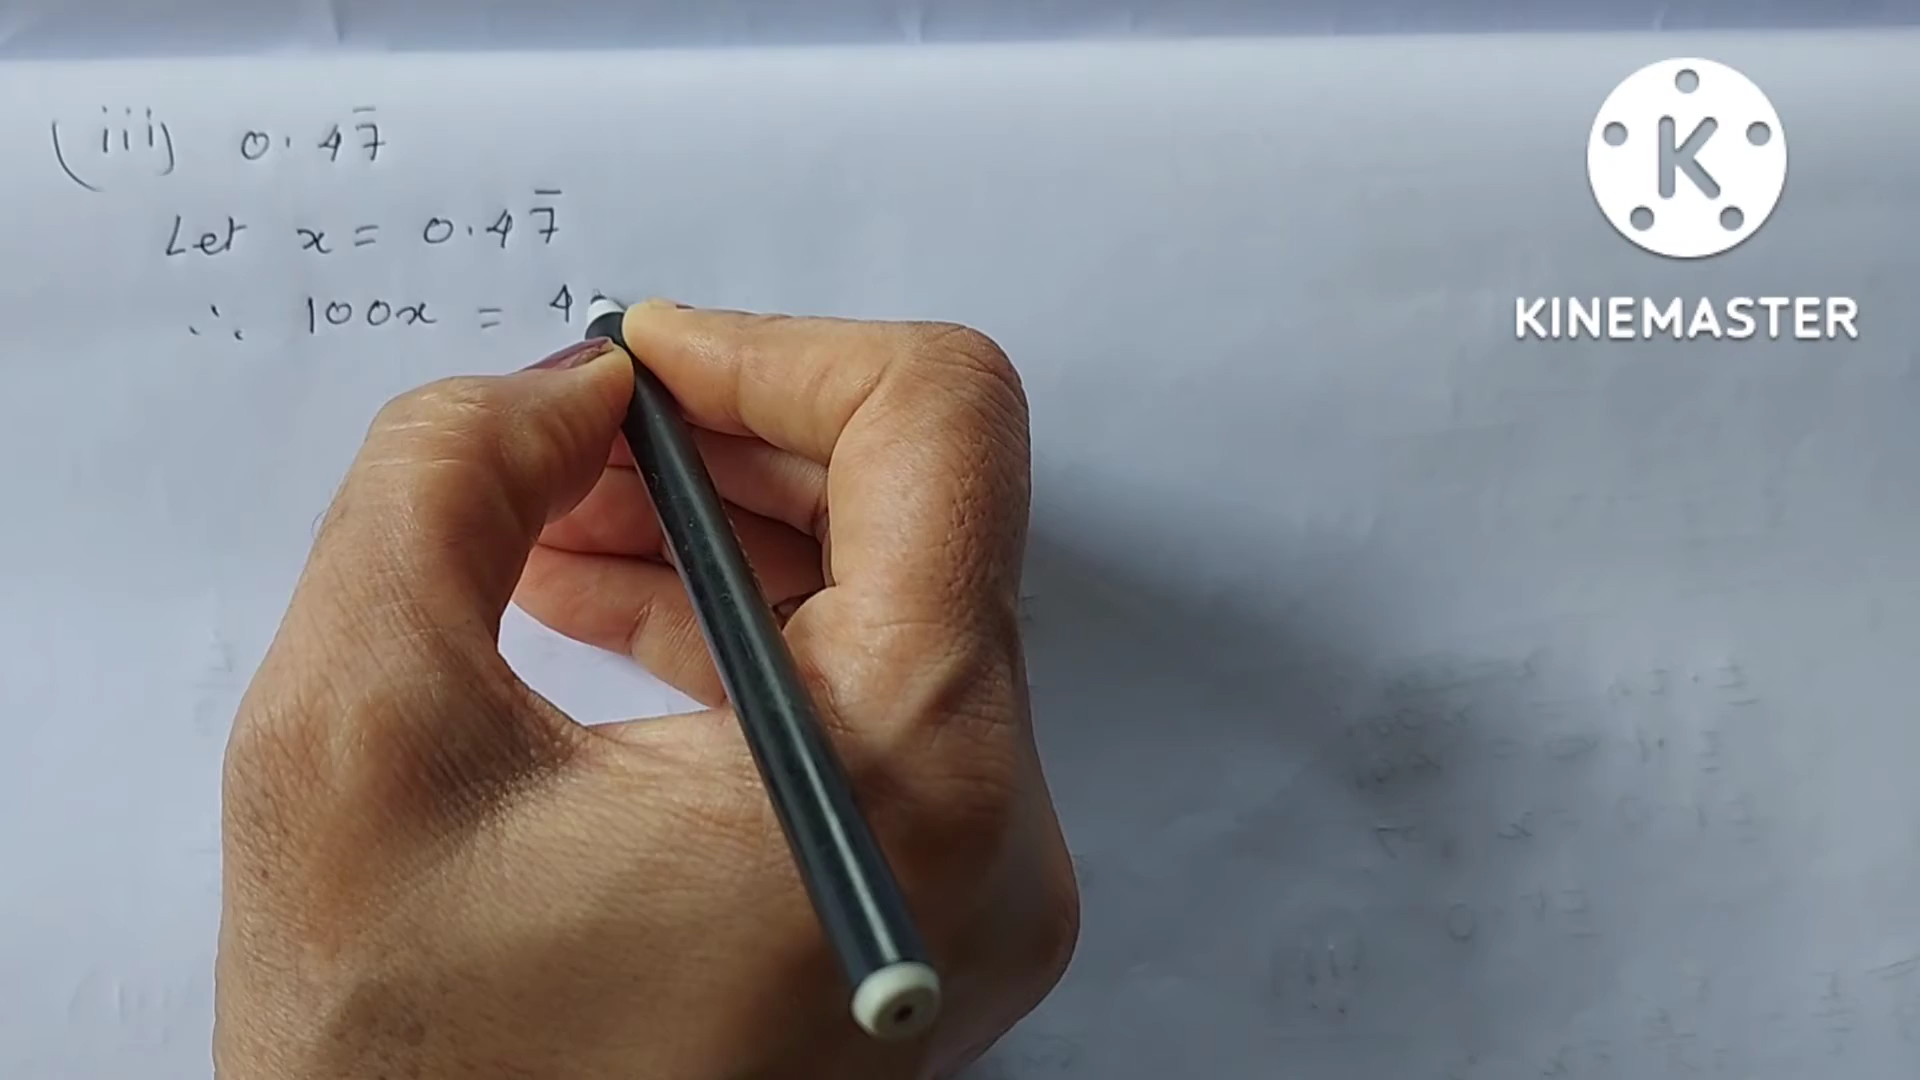 (iii) 0.47̅
Let x = 0.47̅
∴ 100x = 4
KINEMASTER